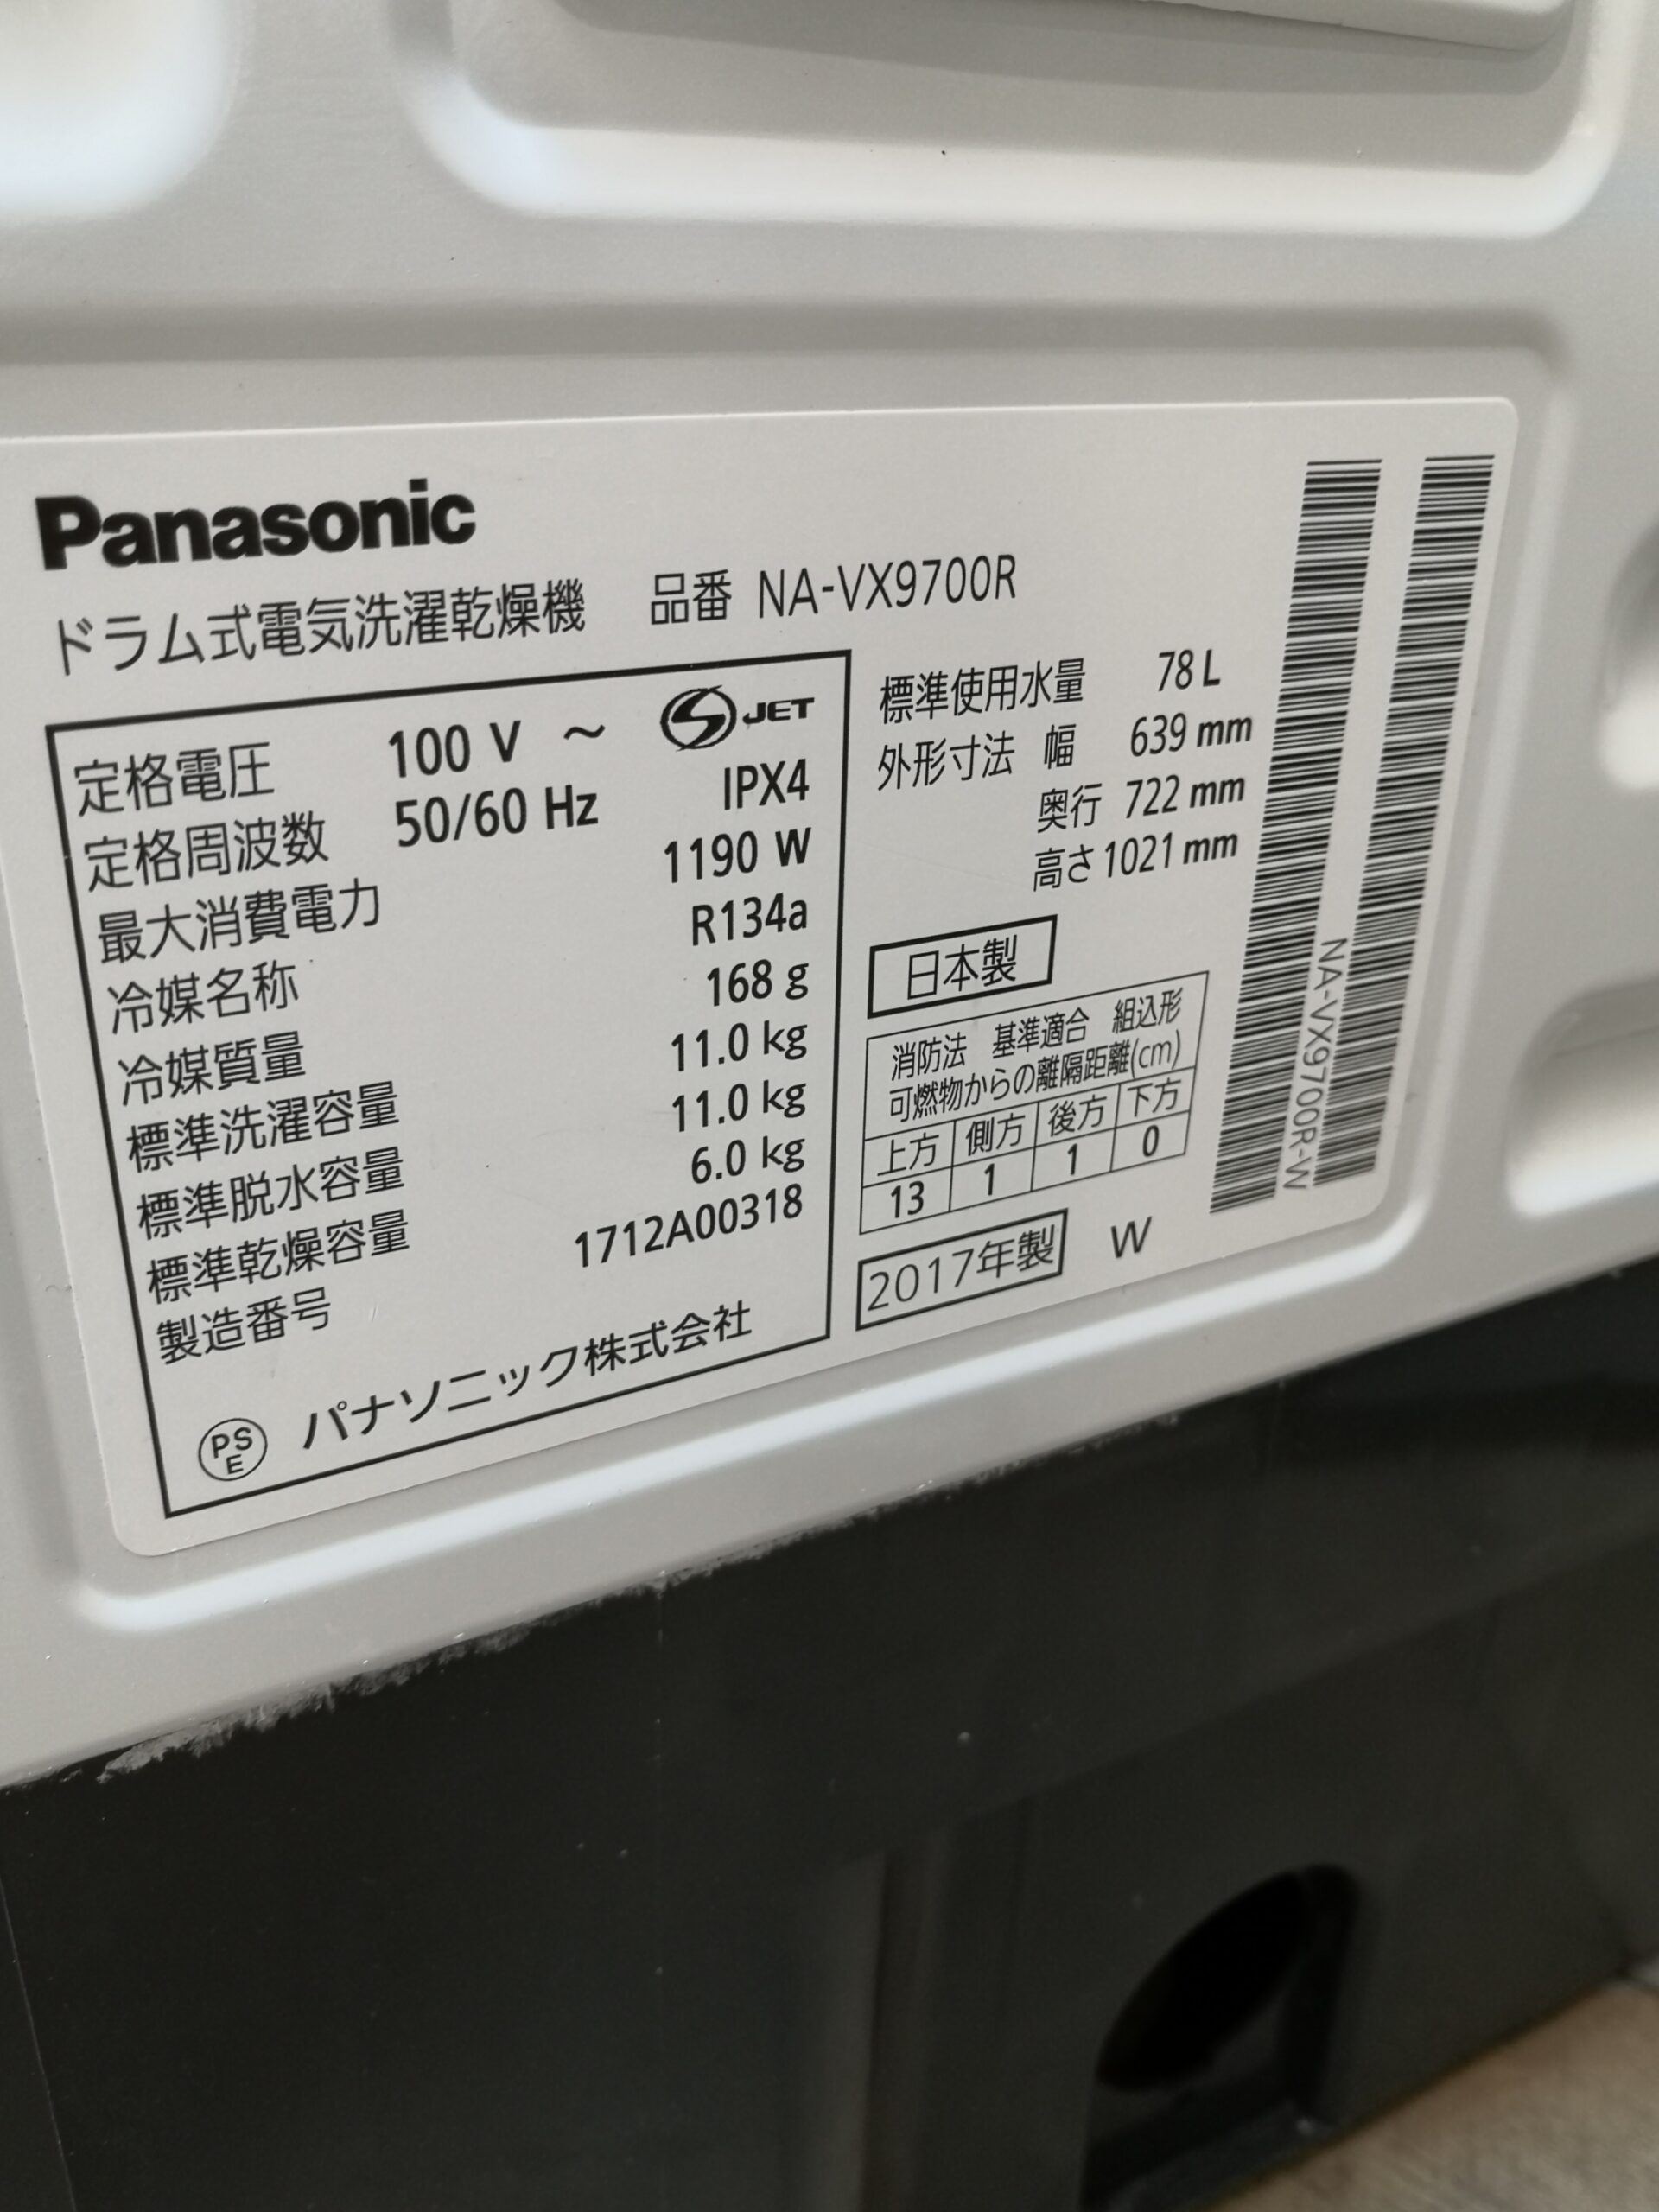 Panasonic
ドラム式電気洗濯乾燥機 品番 NA-VX9700R
定格電圧 100 V ~ JET
定格周波数 50/60 Hz IPX4
最大消費電力 1190 W
冷媒名称 R134a
冷媒質量 168 g
標準洗濯容量 11.0 kg
標準脱水容量 11.0 kg
標準乾燥容量 6.0 kg
製造番号 1712A00318
PS E パナソニック株式会社
標準使用水量 78 L
外形寸法 幅 639 mm
奥行 722 mm
高さ 1021 mm
日本製
消防法 基準適合 組込形
可燃物からの離隔距離(cm)
上方 側方 後方 下方
13 1 1 0
2017年製 W
NA-VX9700R-W